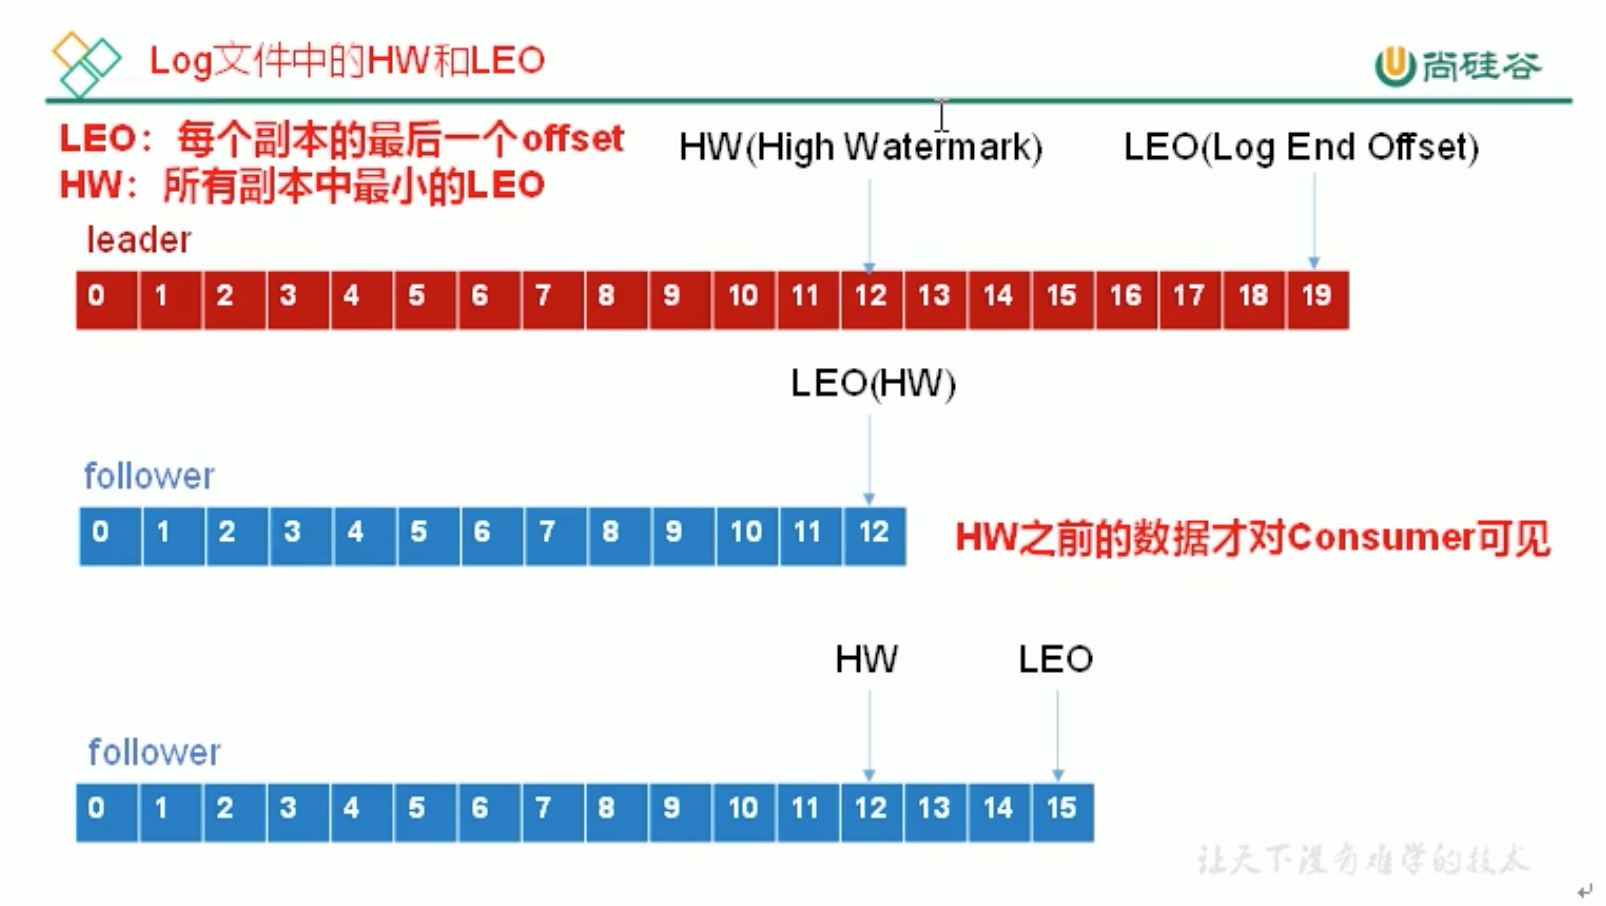 Log文件中的HW和LEO
尚硅谷
LEO：每个副本的最后一个offset
HW：所有副本中最小的LEO
HW(High Watermark)
LEO(Log End Offset)
leader
0 1 2 3 4 5 6 7 8 9 10 11 12 13 14 15 16 17 18 19
LEO(HW)
follower
0 1 2 3 4 5 6 7 8 9 10 11 12
HW之前的数据才对Consumer可见
HW
LEO
follower
0 1 2 3 4 5 6 7 8 9 10 11 12 13 14 15
让天下没有难学的技术